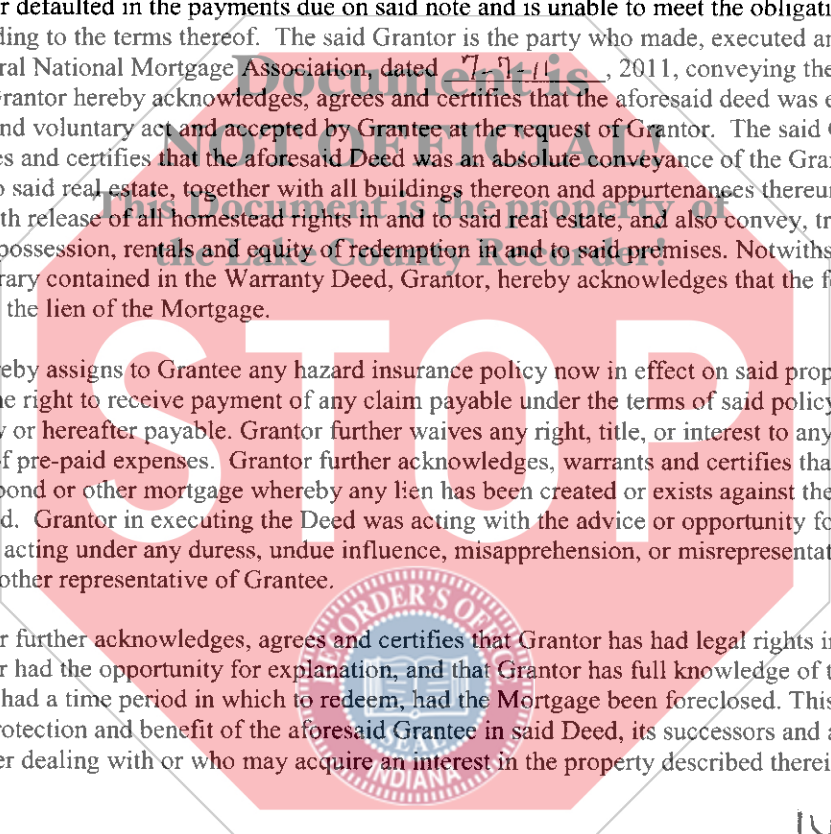 r defaulted in the payments due on said note and is unable to meet the obligati
ding to the terms thereof. The said Grantor is the party who made, executed an
ral National Mortgage Association, dated 7-7-11, 2011, conveying the
Document is
Grantor hereby acknowledges, agrees and certifies that the aforesaid deed was e
nd voluntary act and accepted by Grantee at the request of Grantor. The said
NOT OFFICIAL!
es and certifies that the aforesaid Deed was an absolute conveyance of the Gran
o said real estate, together with all buildings thereon and appurtenances thereun
This Document is the property of
th release of all homestead rights in and to said real estate, and also convey, tr
possession, rentals and equity of redemption in and to said premises. Notwiths
the Lake County Recorder!
rary contained in the Warranty Deed, Grantor, hereby acknowledges that the f
the lien of the Mortgage.
STOP
eby assigns to Grantee any hazard insurance policy now in effect on said prop
he right to receive payment of any claim payable under the terms of said policy
y or hereafter payable. Grantor further waives any right, title, or interest to any
f pre-paid expenses. Grantor further acknowledges, warrants and certifies tha
bond or other mortgage whereby any lien has been created or exists against the
d. Grantor in executing the Deed was acting with the advice or opportunity fo
acting under any duress, undue influence, misapprehension, or misrepresentat
other representative of Grantee.
RECORDER'S OF
r further acknowledges, agrees and certifies that Grantor has had legal rights i
r had the opportunity for explanation, and that Grantor has full knowledge of t
had a time period in which to redeem, had the Mortgage been foreclosed. This
rotection and benefit of the aforesaid Grantee in said Deed, its successors and a
SEAL
er dealing with or who may acquire an interest in the property described therei
INDIANA